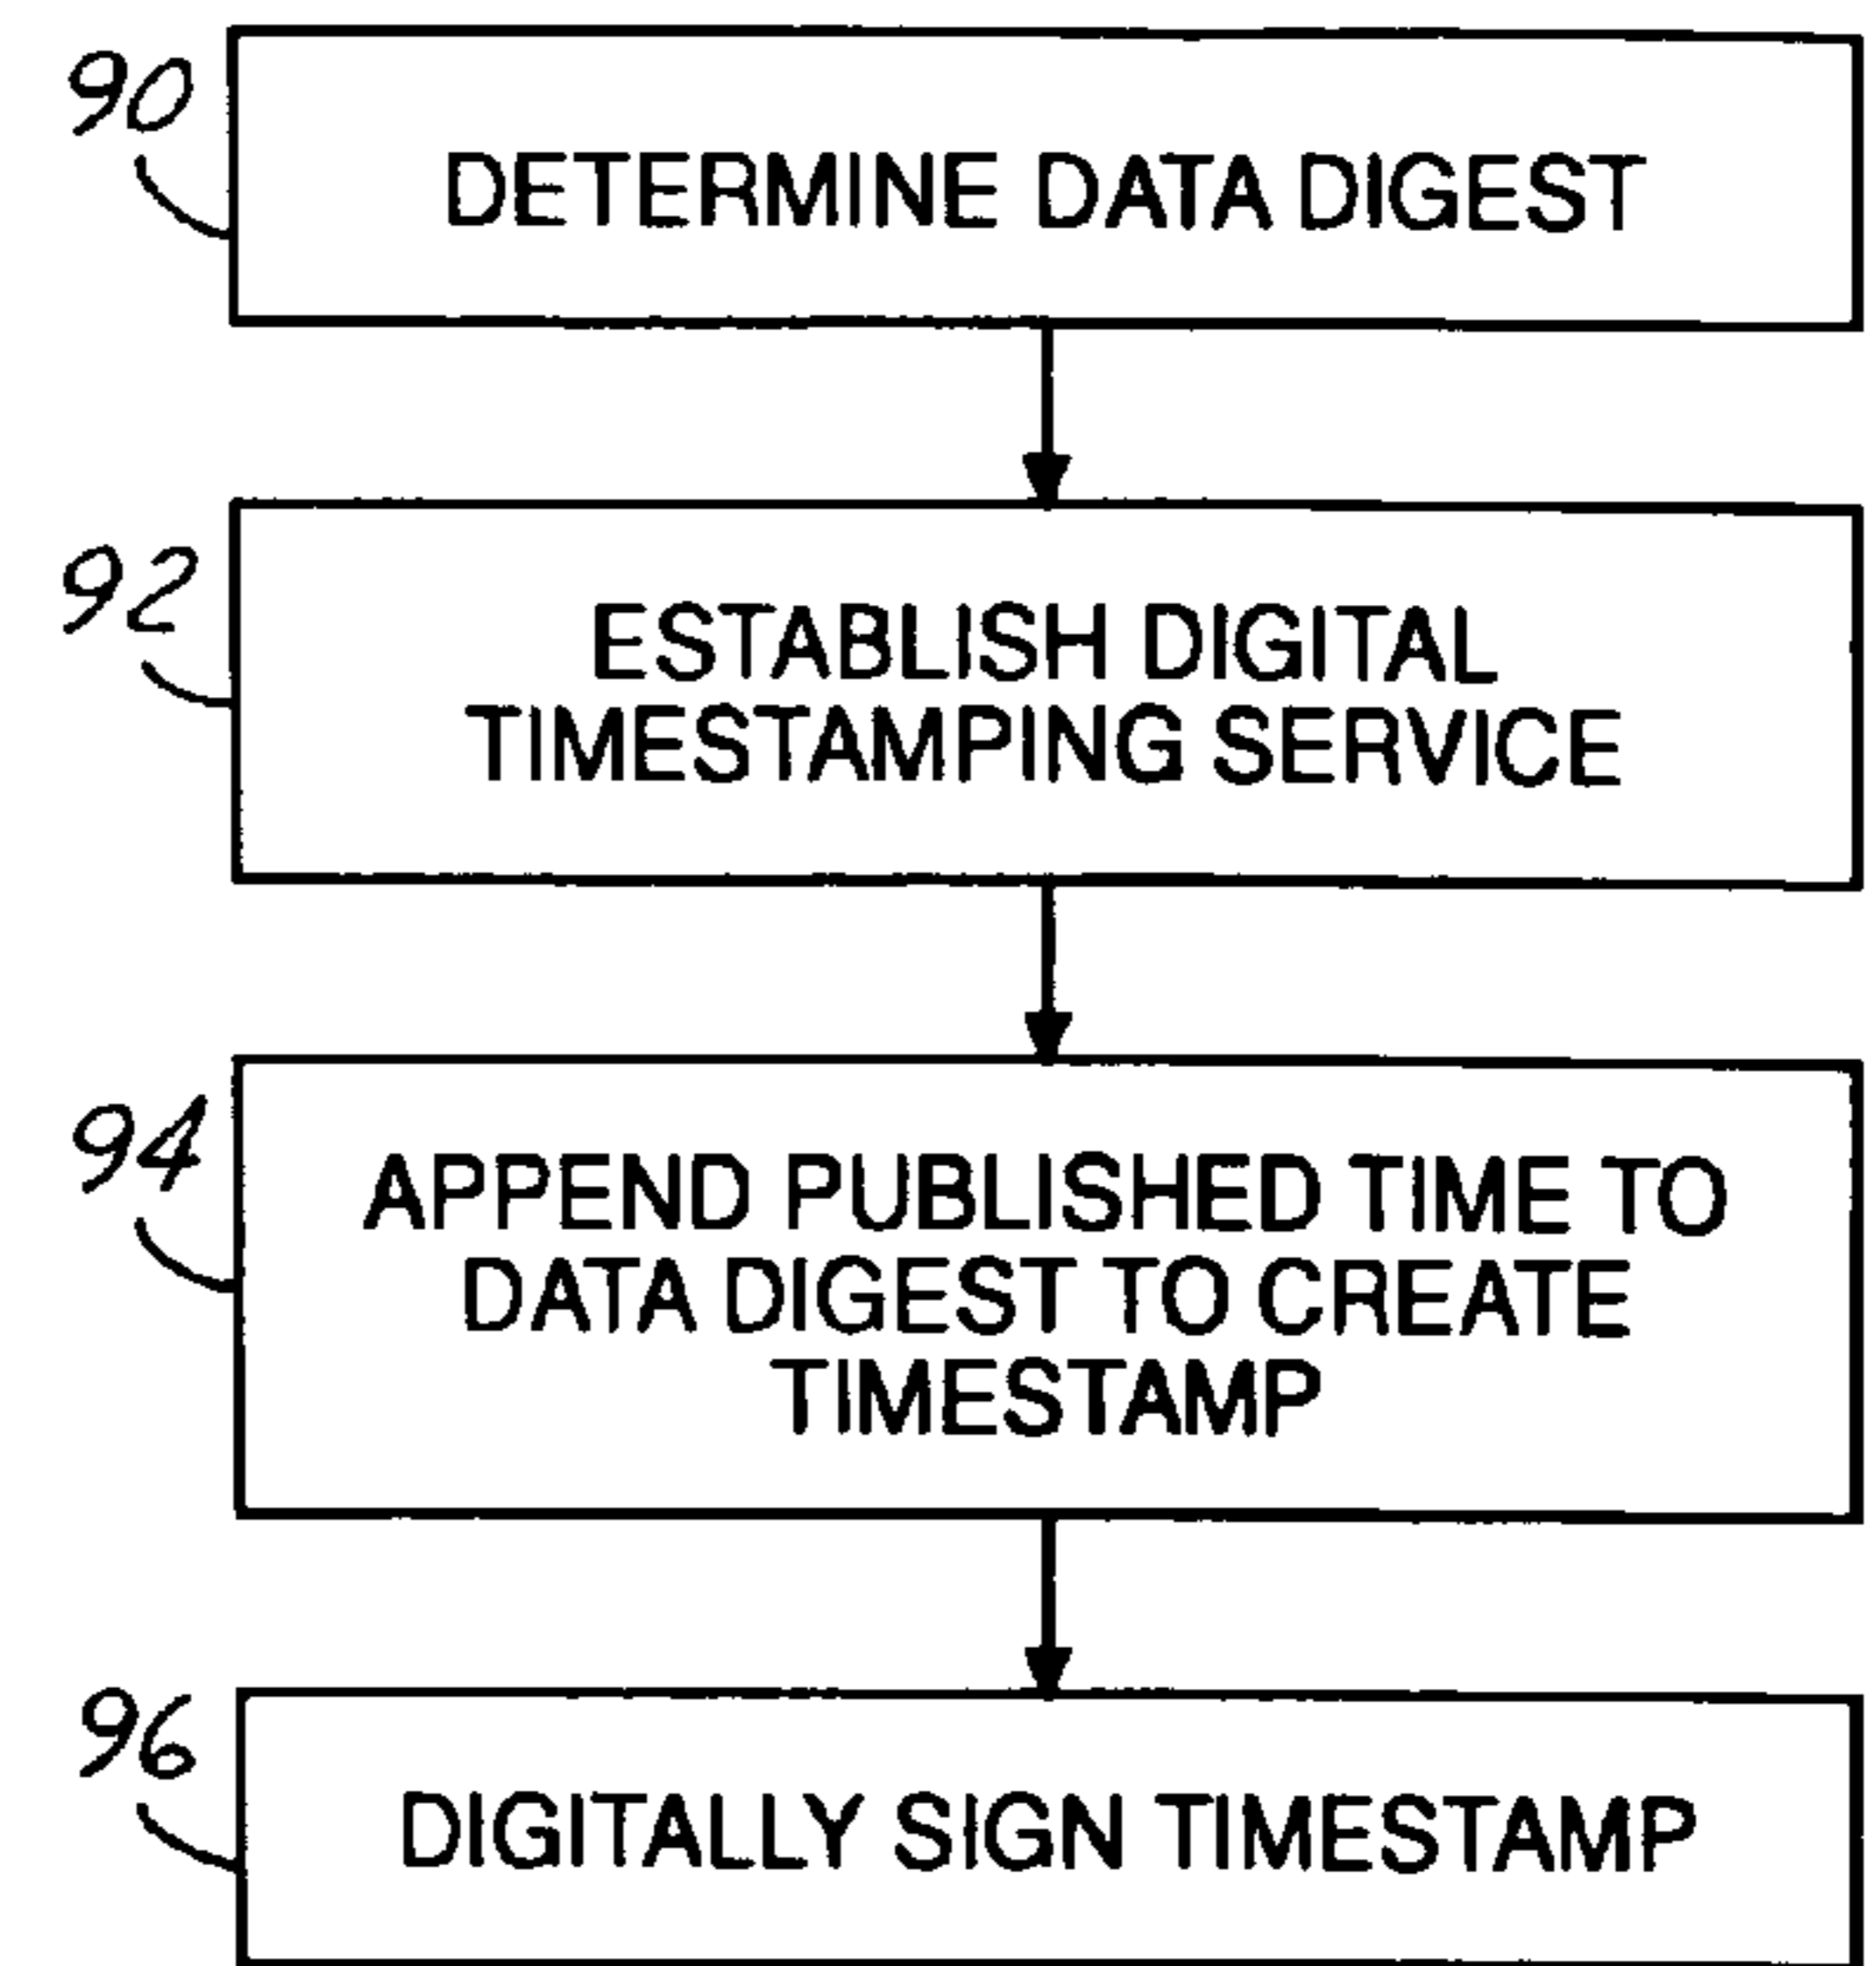 90
DETERMINE DATA DIGEST
92
ESTABLISH DIGITAL
TIMESTAMPING SERVICE
94
APPEND PUBLISHED TIME TO
DATA DIGEST TO CREATE
TIMESTAMP
96
DIGITALLY SIGN TIMESTAMP